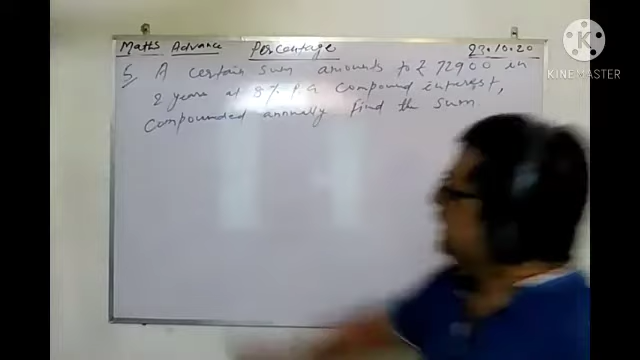 Maths Advance Percentage 23.10.20
5. A certain sum amounts to ₹ 72900 in
2 years at 8% P.a compound interest,
compounded annually find the sum
KINEMASTER